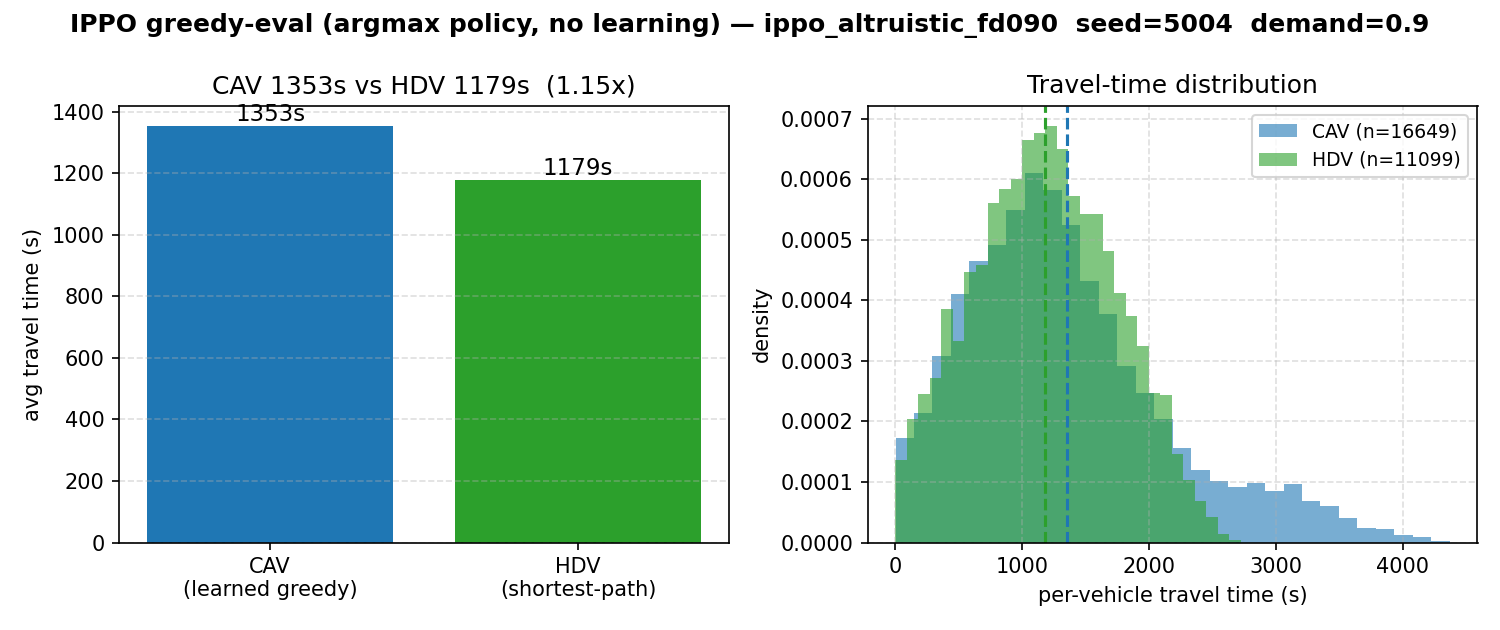 IPPO greedy-eval (argmax policy, no learning) — ippo_altruistic_fd090 seed=5004 demand=0.9
CAV 1353s vs HDV 1179s (1.15x)
1353s
1179s
avg travel time (s)
1400
1200
1000
800
600
400
200
0
CAV
(learned greedy)
HDV
(shortest-path)
Travel-time distribution
CAV (n=16649)
HDV (n=11099)
density
0.0007
0.0006
0.0005
0.0004
0.0003
0.0002
0.0001
0.0000
0
1000
2000
3000
4000
per-vehicle travel time (s)